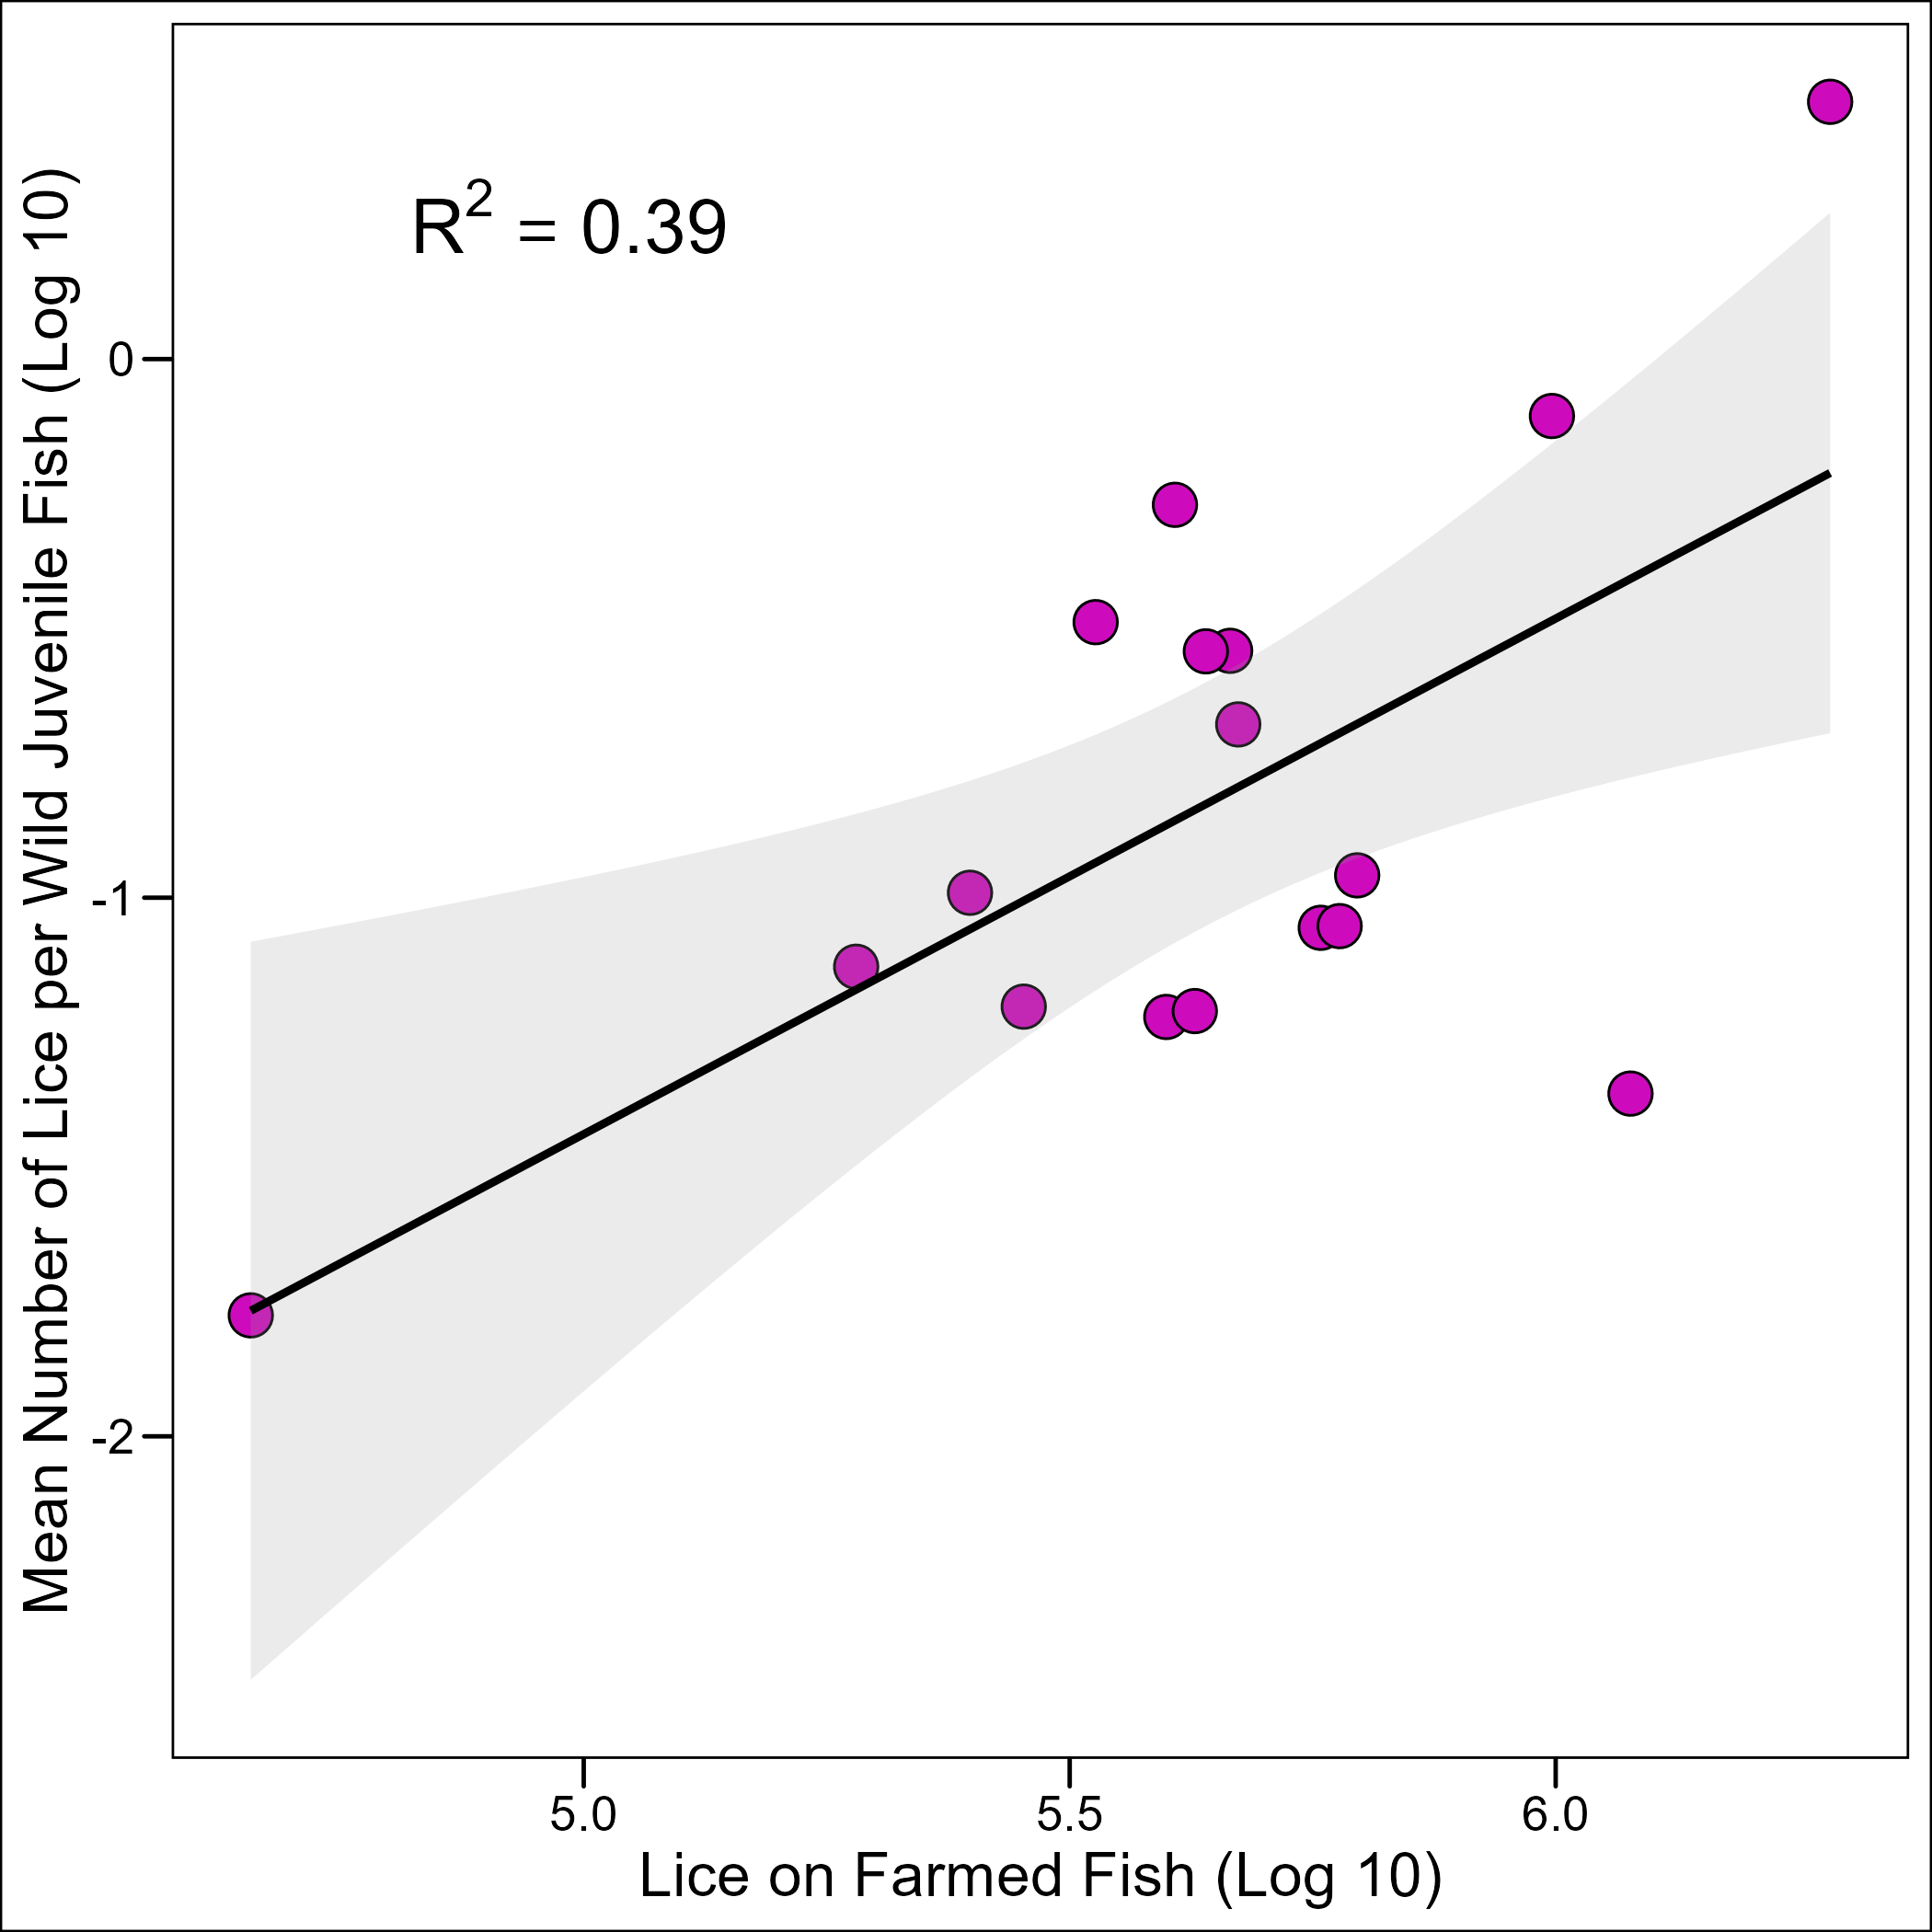 Mean Number of Lice per Wild Juvenile Fish (Log 10)
R² = 0.39
0
-1
-2
5.0 5.5 6.0
Lice on Farmed Fish (Log 10)